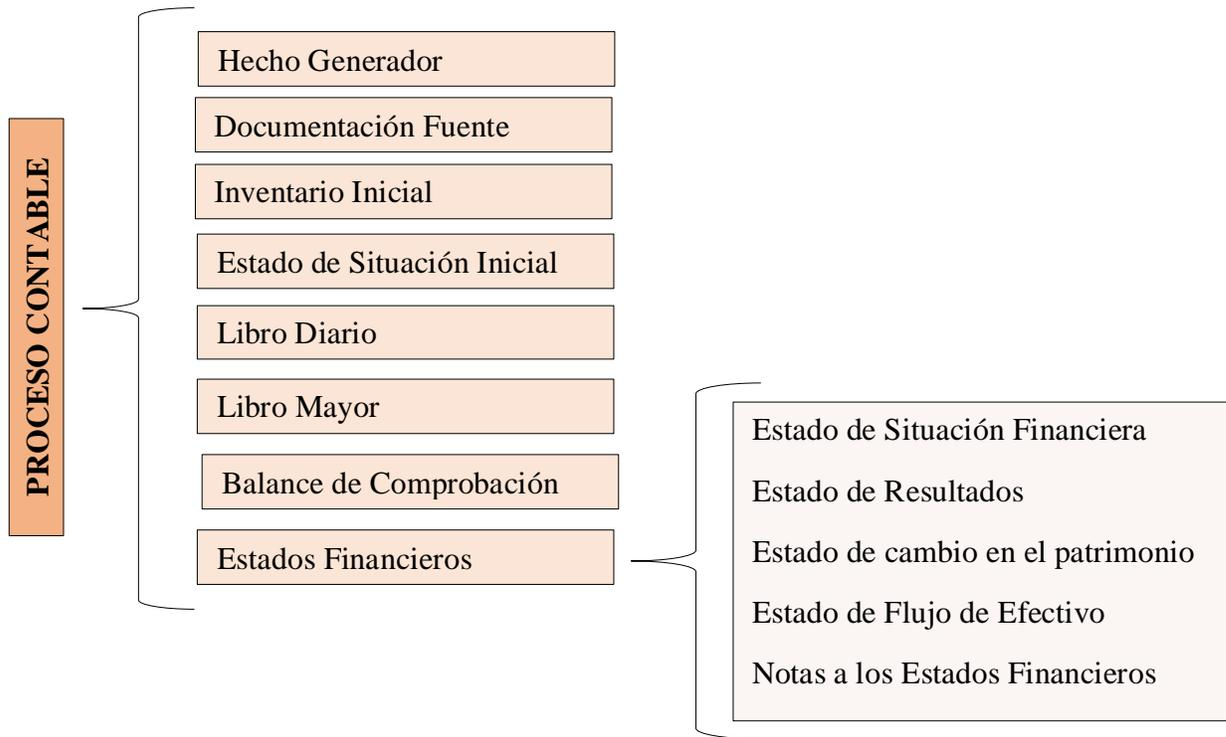 PROCESO CONTABLE
Hecho Generador
Documentación Fuente
Inventario Inicial
Estado de Situación Inicial
Libro Diario
Libro Mayor
Balance de Comprobación
Estados Financieros
Estado de Situación Financiera
Estado de Resultados
Estado de cambio en el patrimonio
Estado de Flujo de Efectivo
Notas a los Estados Financieros